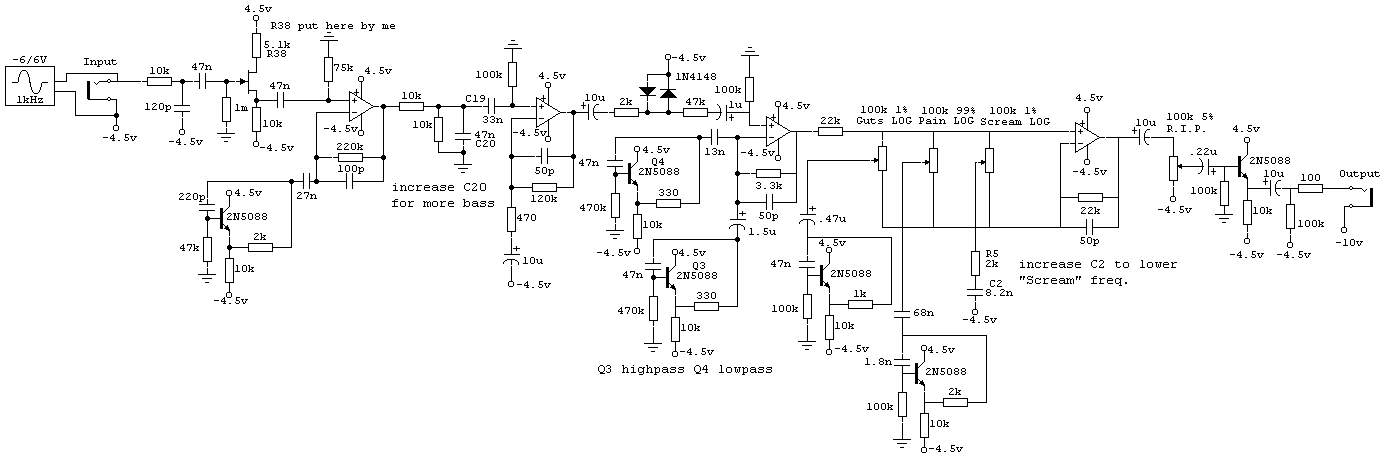 4.5v
R38 put here by me
5.1k
R38
-6/6V
1kHz
Input
-4.5v
10k
120p
-4.5v
47n
1m
10k
-4.5v
47n
75k
4.5v
-4.5v
220k
100p
27n
220p
4.5v
2N5088
47k
2k
10k
-4.5v
10k
10k
47n
C20
C19
33n
increase C20
for more bass
100k
4.5v
-4.5v
50p
120k
470
10u
-4.5v
10u
2k
-4.5v
1N4148
47k
1u
100k
4.5v
-4.5v
13n
47n
4.5v
Q4
2N5088
470k
330
10k
-4.5v
3.3k
50p
1.5u
4.5v
47n
Q3
2N5088
470k
330
10k
-4.5v
Q3 highpass Q4 lowpass
22k
100k 1%
Guts LOG
100k 99%
Pain LOG
100k 1%
Scream LOG
.47u
4.5v
47n
2N5088
100k
1k
10k
-4.5v
68n
1.8n
4.5v
2N5088
100k
2k
10k
-4.5v
R5
2k
C2
8.2n
-4.5v
increase C2 to lower
"Scream" freq.
4.5v
-4.5v
22k
50p
10u
100k 5%
R.I.P.
-4.5v
.22u
100k
4.5v
2N5088
10k
-4.5v
10u
100k
-4.5v
100
Output
-10v